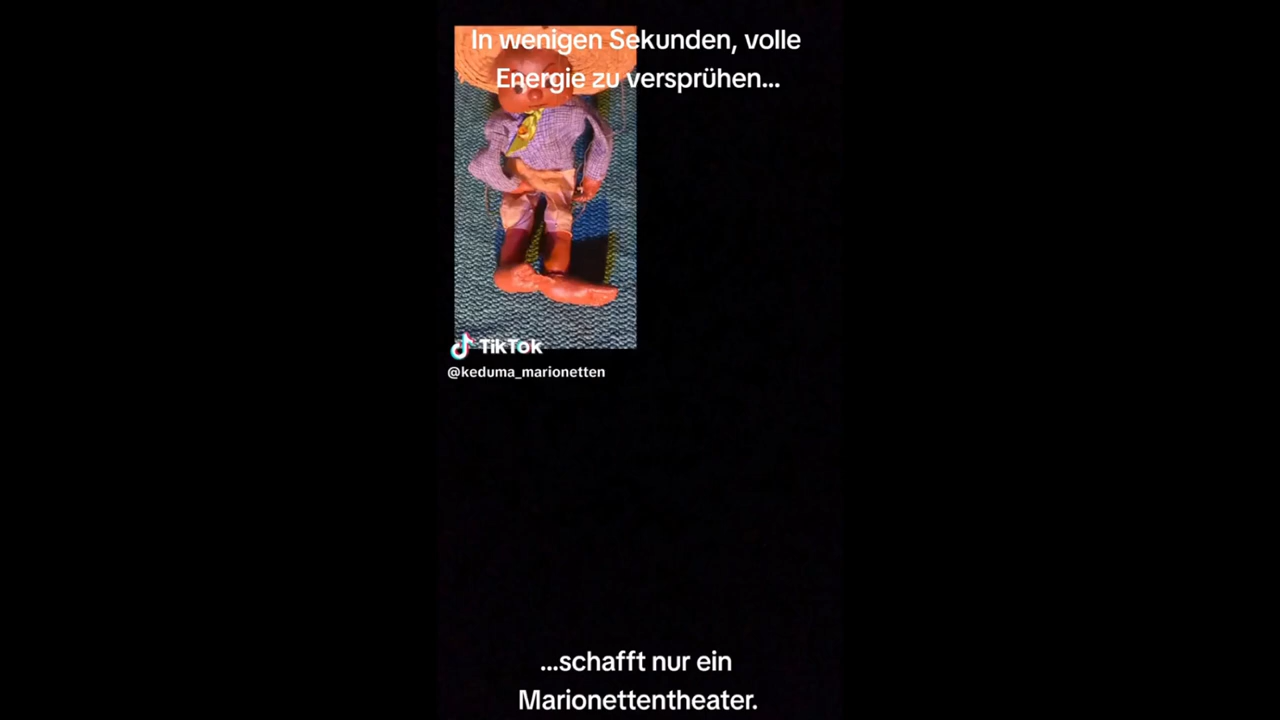 In wenigen Sekunden, volle
Energie zu versprühen...
TikTok
@keduma_marionetten
...schafft nur ein
Marionettentheater.